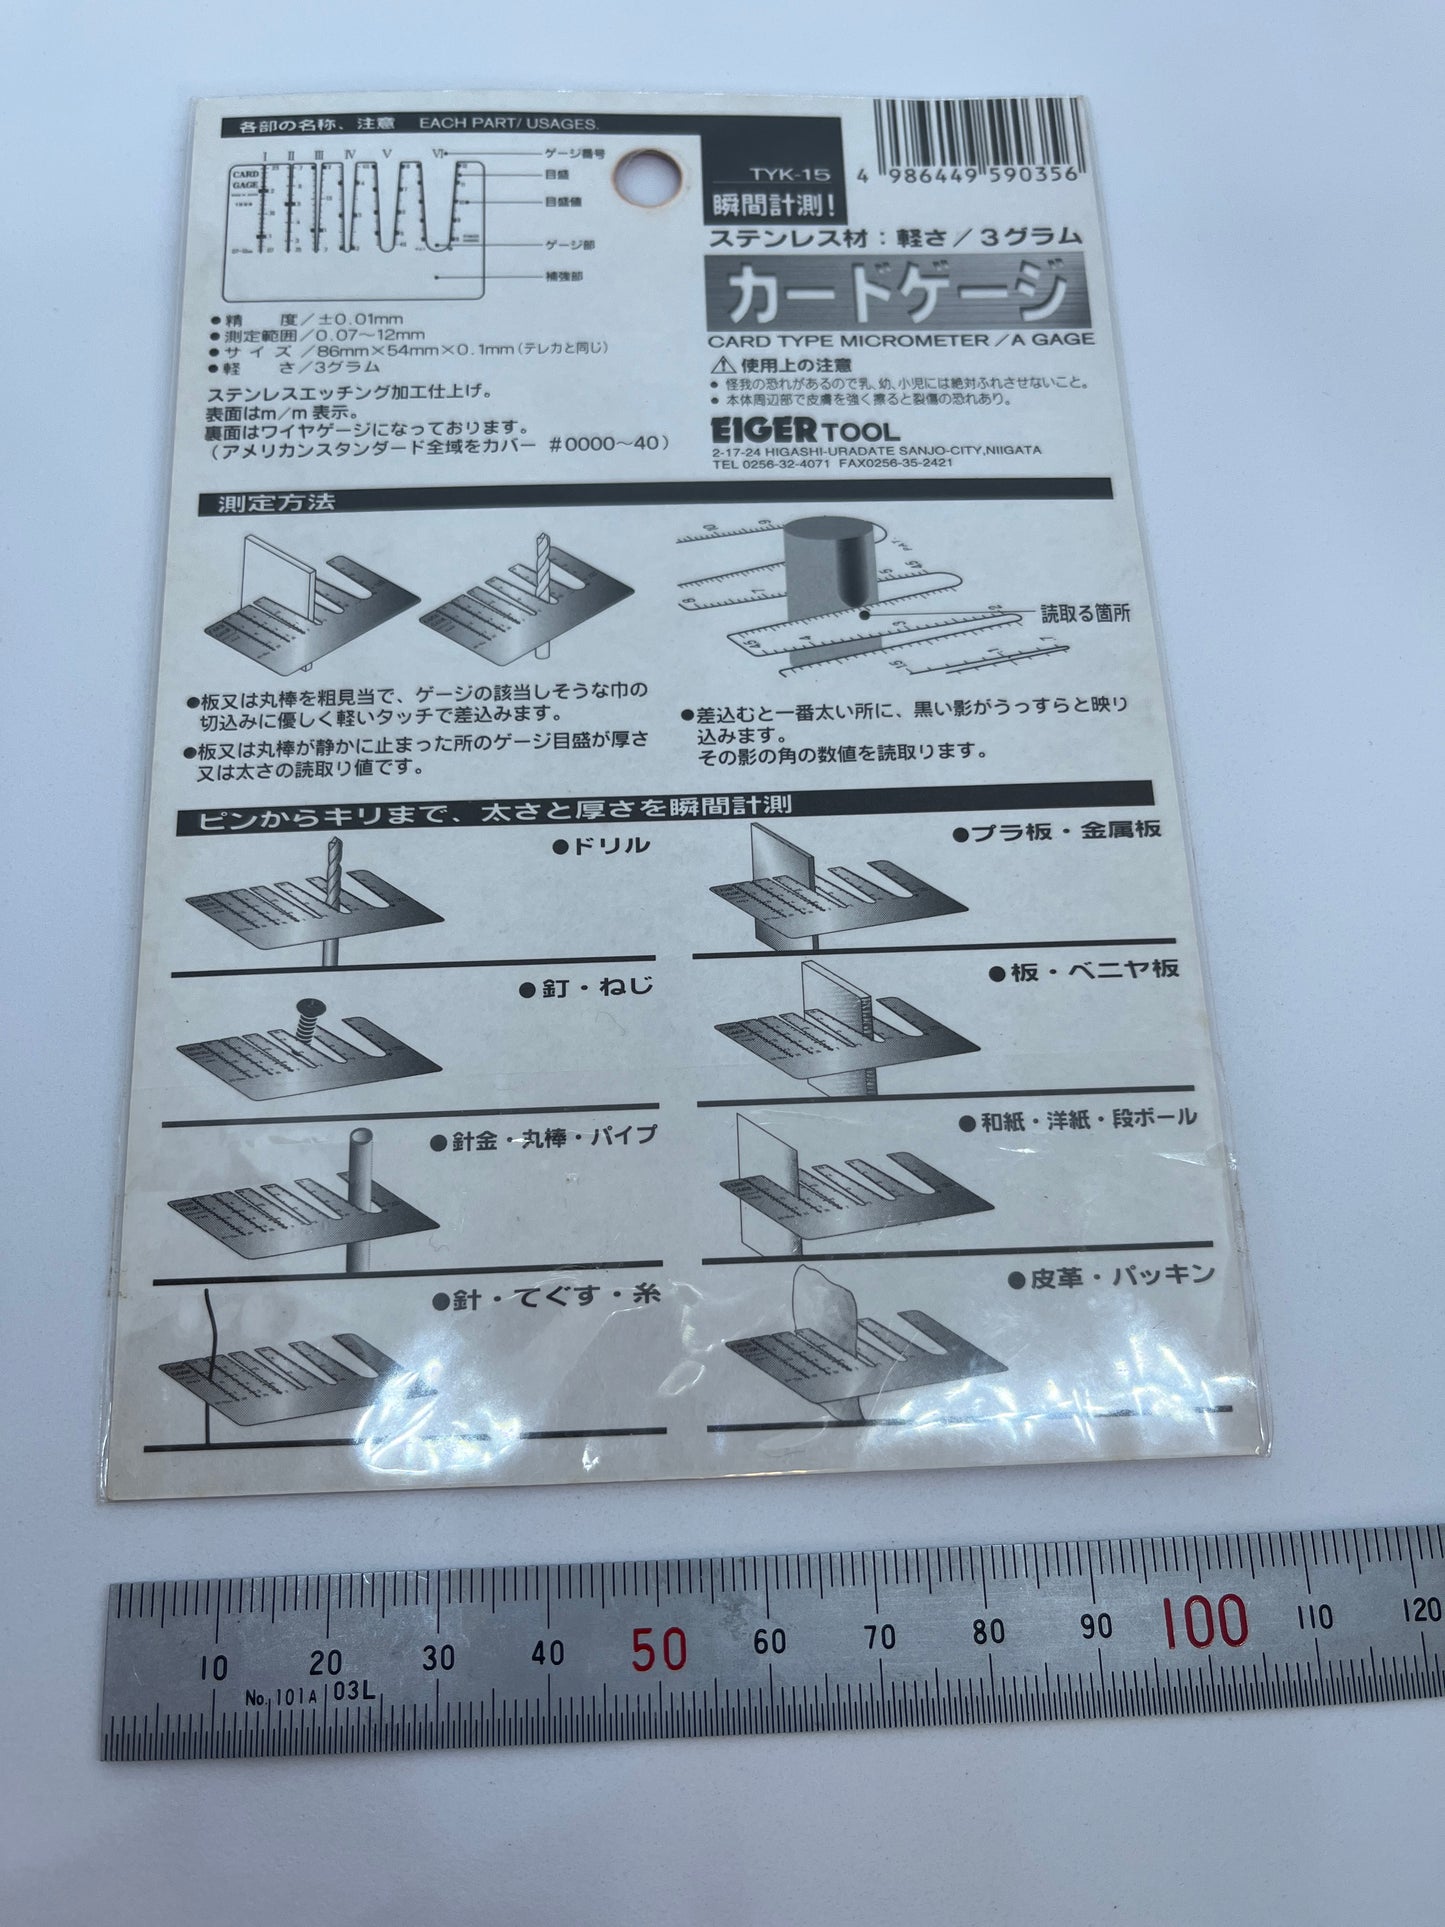 各部の名称、注意 EACH PART/ USAGES.
I II III IV V VI
ゲージ番号
CARD
GAGE
目盛
目盛値
ゲージ部
補強部
TYK-15
瞬間計測!
4 986449 590356
ステンレス材：軽さ／3グラム
カードゲージ
CARD TYPE MICROMETER /A GAGE
●精 度／±0.01mm
●測定範囲／0.07〜12mm
●サイズ／86mm×54mm×0.1mm(テレカと同じ)
●軽 さ／3グラム
ステンレスエッチング加工仕上げ。
表面はm/m 表示。
裏面はワイヤゲージになっております。
(アメリカンスタンダード全域をカバー #0000〜40)
使用上の注意
● 怪我の恐れがあるので乳、幼、小児には絶対ふれさせないこと。
● 本体周辺部で皮膚を強く擦ると裂傷の恐れあり。
EIGER TOOL
2-17-24 HIGASHI-URADATE SANJO-CITY,NIIGATA
TEL 0256-32-4071 FAX0256-35-2421
測定方法
読取る箇所
●板又は丸棒を粗見当で、ゲージの該当しそうな巾の
切込みに優しく軽いタッチで差込みます。
●板又は丸棒が静かに止まった所のゲージ目盛が厚さ
又は太さの読取り値です。
●差込むと一番太い所に、黒い影がうっすらと映り
込みます。
その影の角の数値を読取ります。
ピンからキリまで、太さと厚さを瞬間計測
●ドリル
●プラ板・金属板
●釘・ねじ
●板・ベニヤ板
●針金・丸棒・パイプ
●和紙・洋紙・段ボール
●針・てぐす・糸
●皮革・パッキン
10 20 30 40 50 60 70 80 90 100 110 120
No. 101A 03L